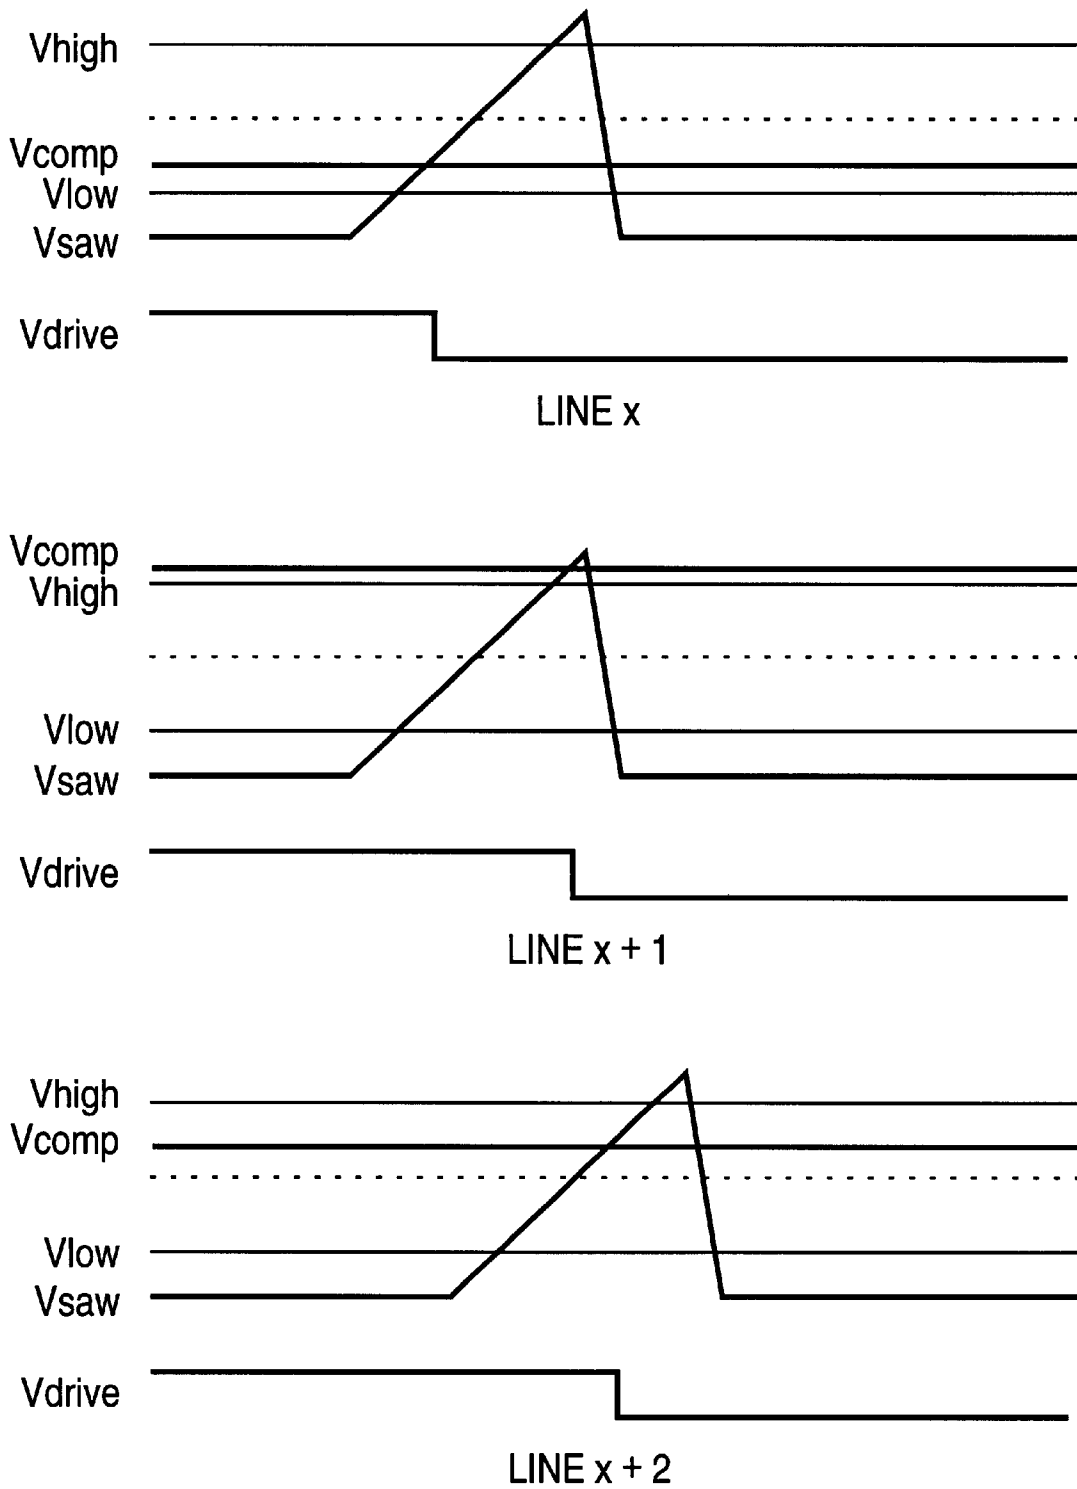 Vhigh
Vcomp
Vlow
Vsaw
Vdrive
LINE x
Vcomp
Vhigh
Vlow
Vsaw
Vdrive
LINE x + 1
Vhigh
Vcomp
Vlow
Vsaw
Vdrive
LINE x + 2